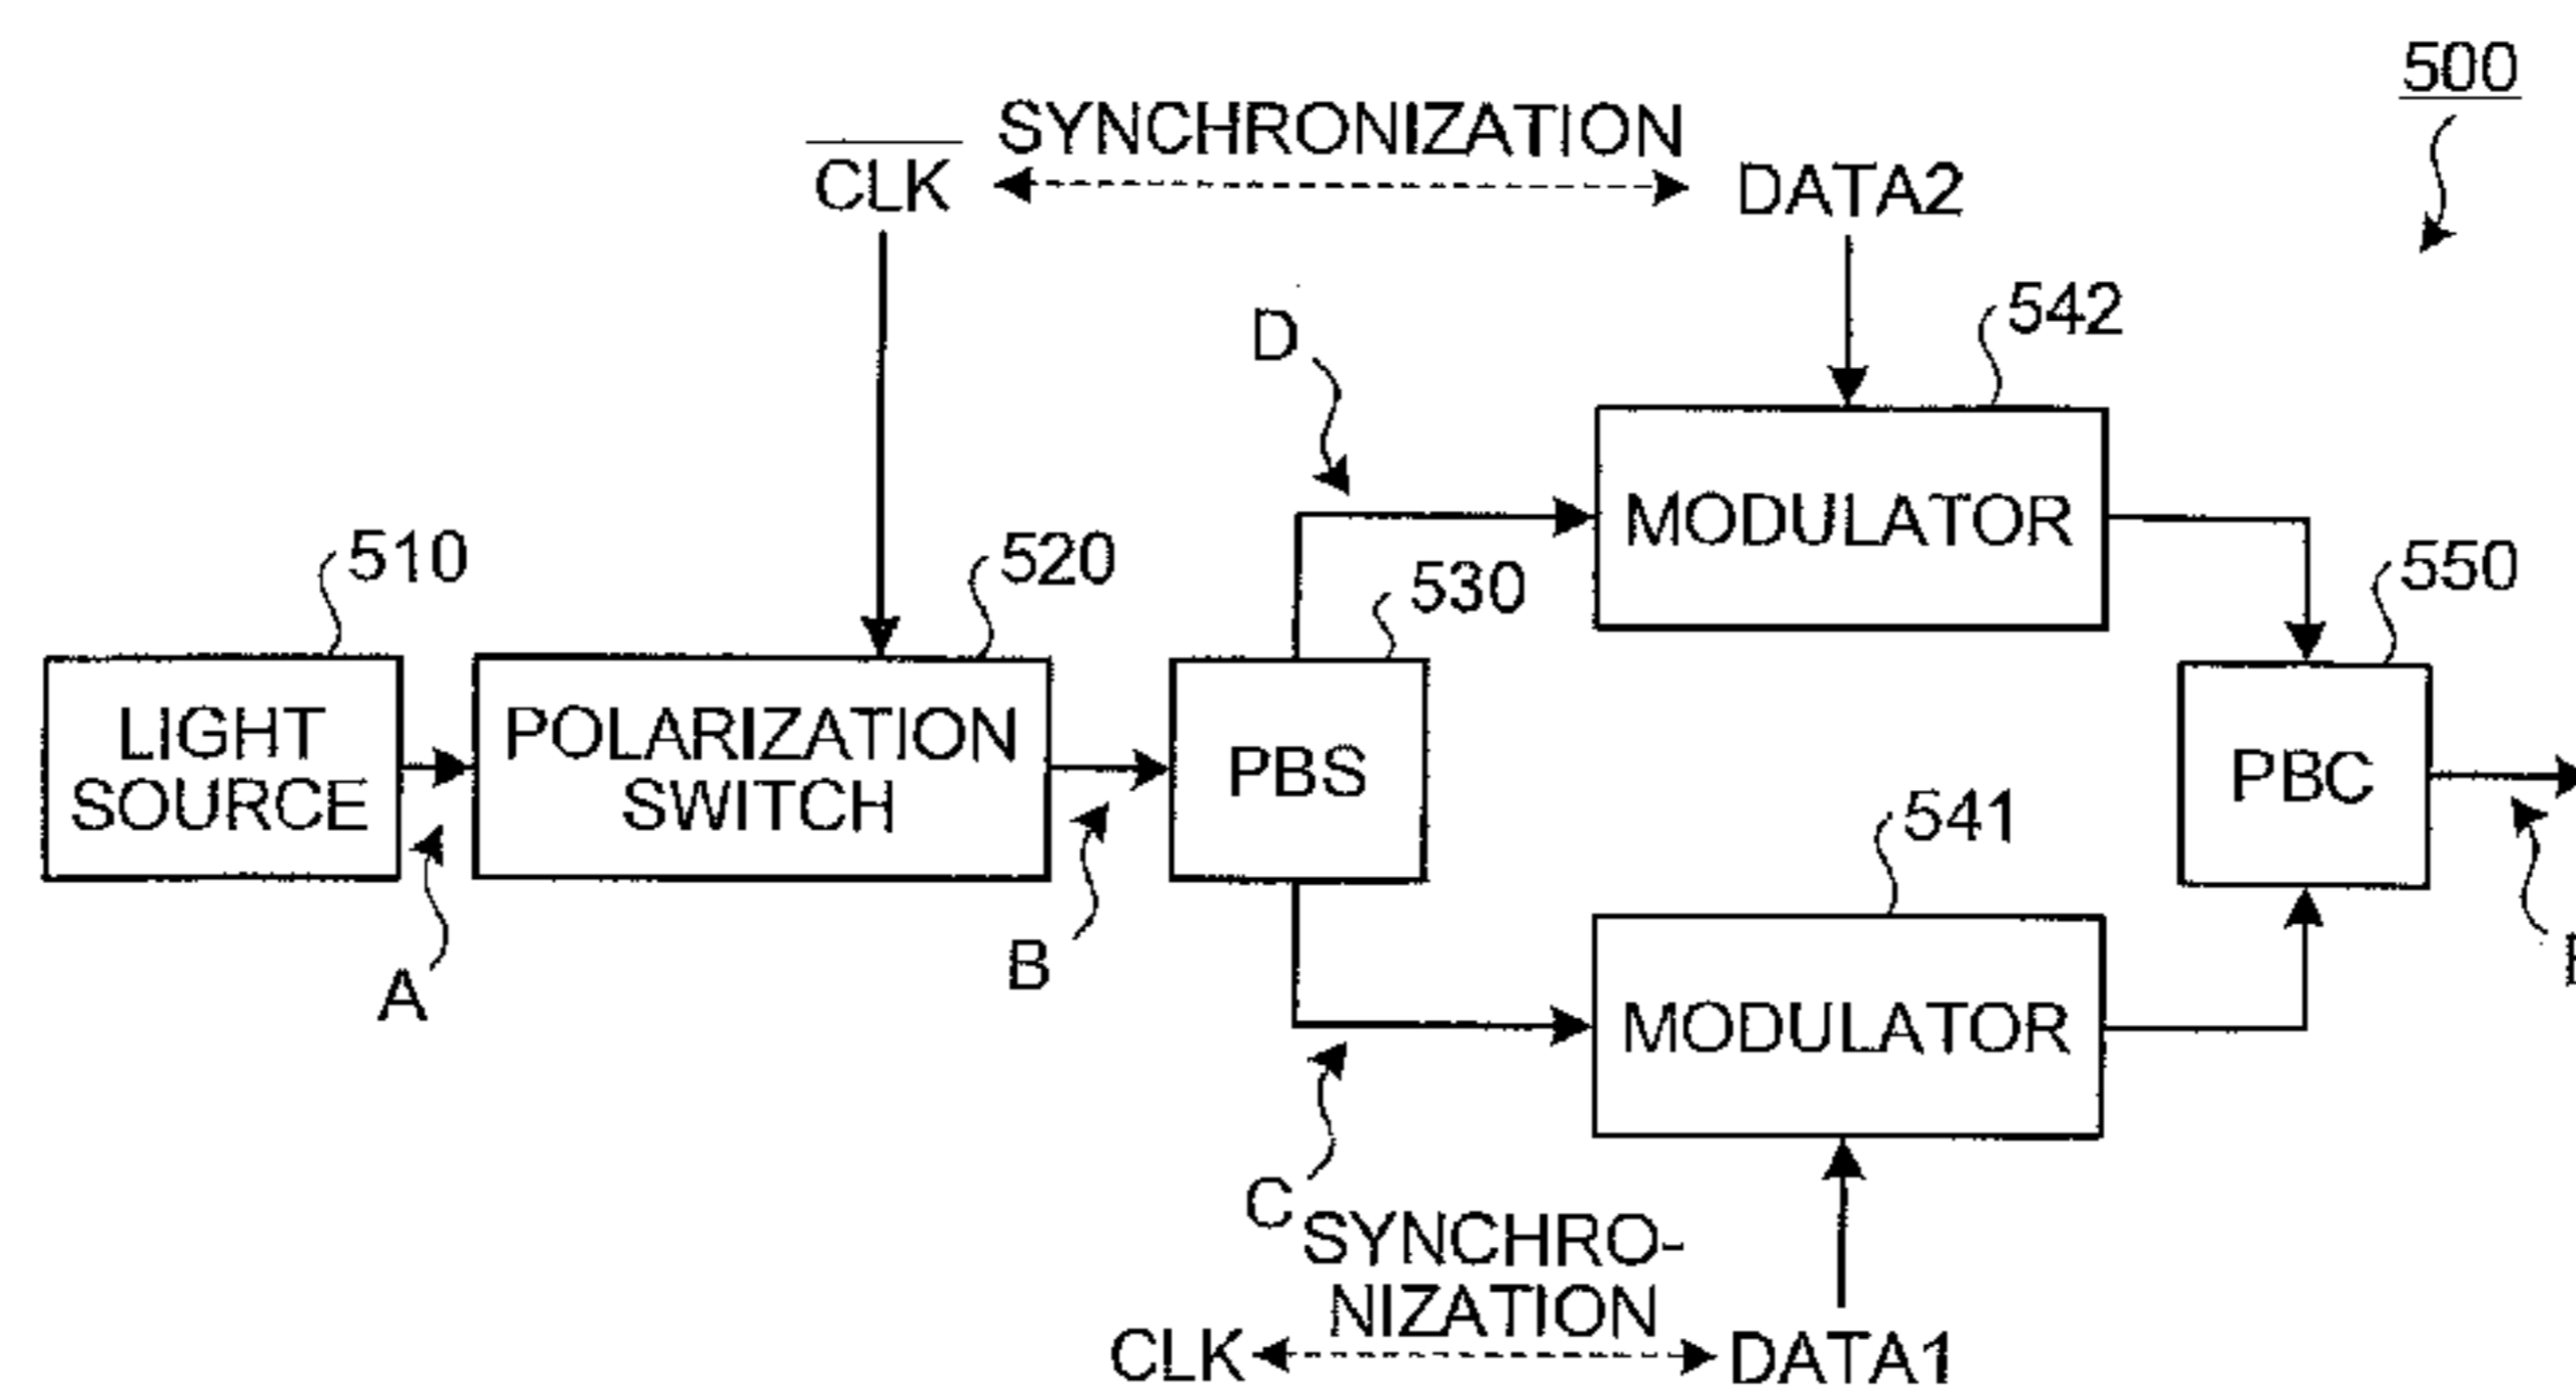 500
SYNCHRONIZATION
C̅L̅K̅
DATA2
D
542
510
520
530
550
LIGHT
SOURCE
POLARIZATION
SWITCH
PBS
MODULATOR
PBC
541
A
B
MODULATOR
C
SYNCHRO-
NIZATION
CLK
DATA1